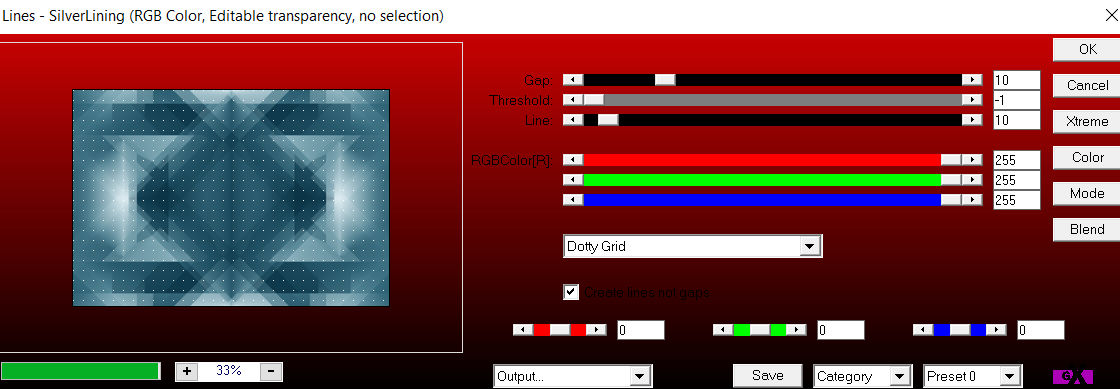 Lines - SilverLining (RGB Color, Editable transparency, no selection)
OK
Gap
10
Cancel
Threshold
-1
Line
10
Xtreme
RGBColor[R]
255
Color
255
255
Mode
Blend
Dotty Grid
Create lines not gaps
0
0
0
+ 33% -
Output...
Save
Category
Preset 0
GX